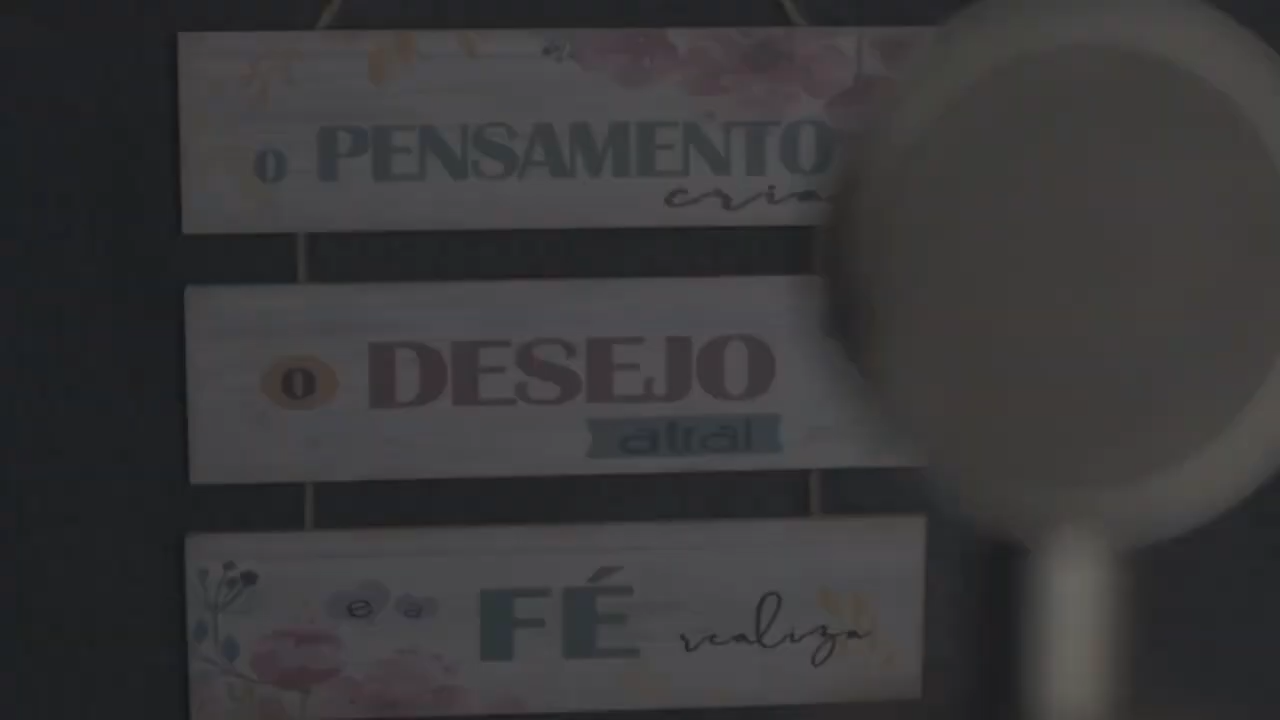 o PENSAMENTO
cria
o DESEJO
atrai
e a FÉ realiza